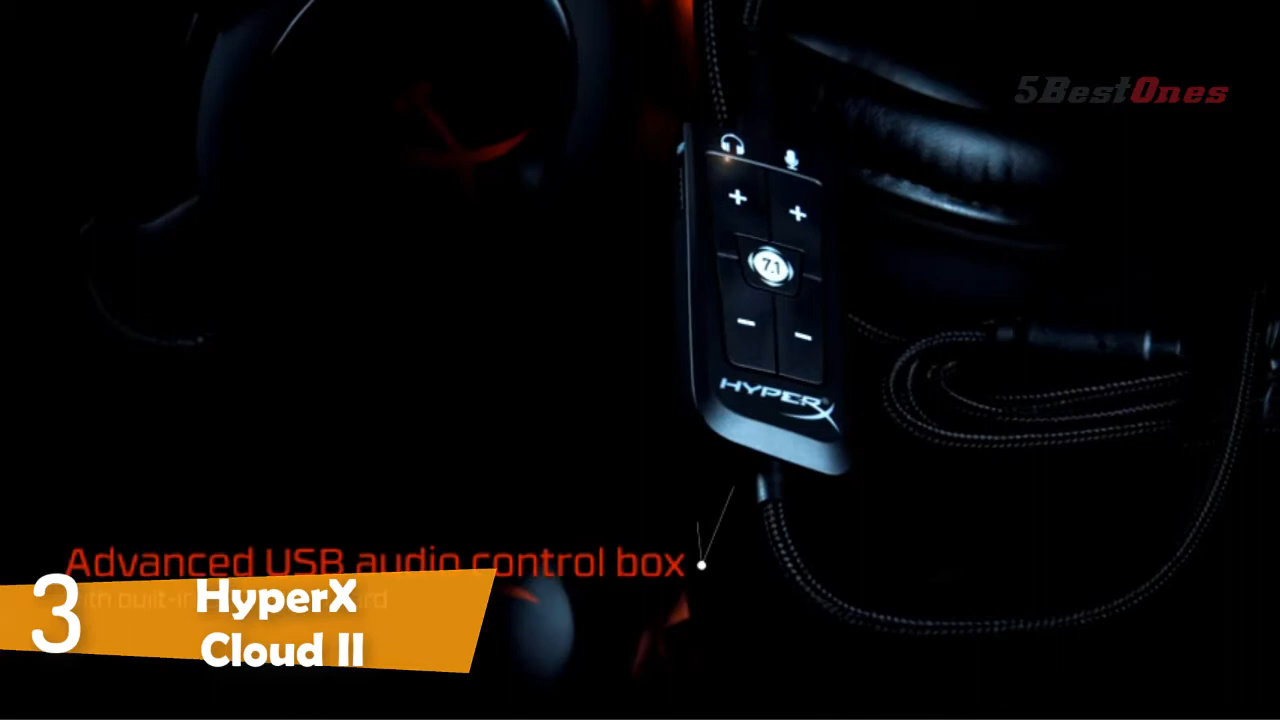 5BestOnes
+ +
7.1
- -
HYPERX
Advanced USB audio control box
3
HyperX
Cloud II